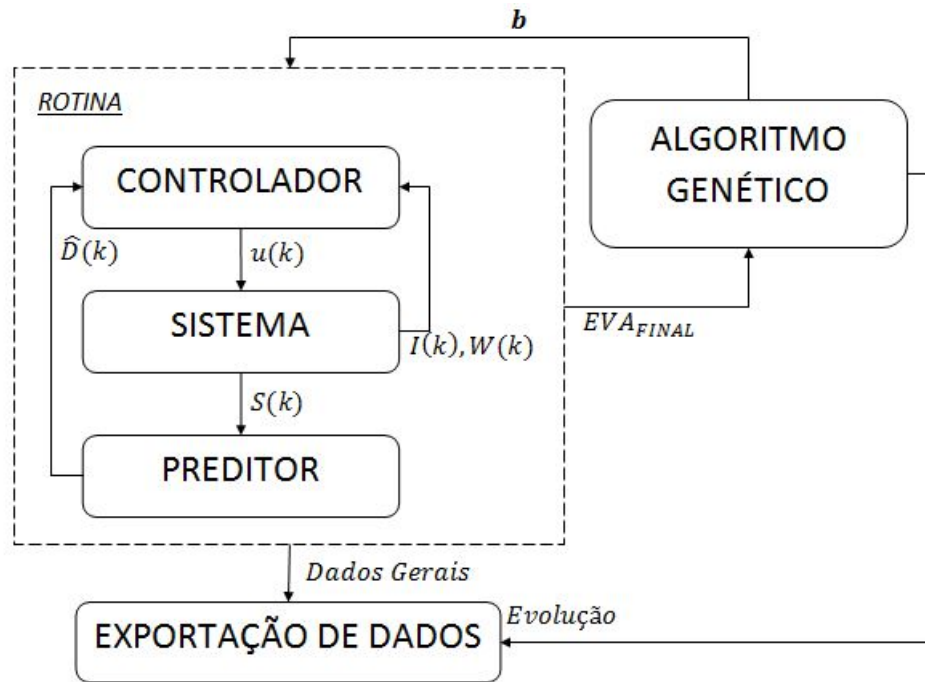 b
ROTINA
CONTROLADOR
ALGORITMO
GENÉTICO
D̂(k)
u(k)
SISTEMA
I(k), W(k)
EVA_FINAL
S(k)
PREDITOR
Dados Gerais
Evolução
EXPORTAÇÃO DE DADOS